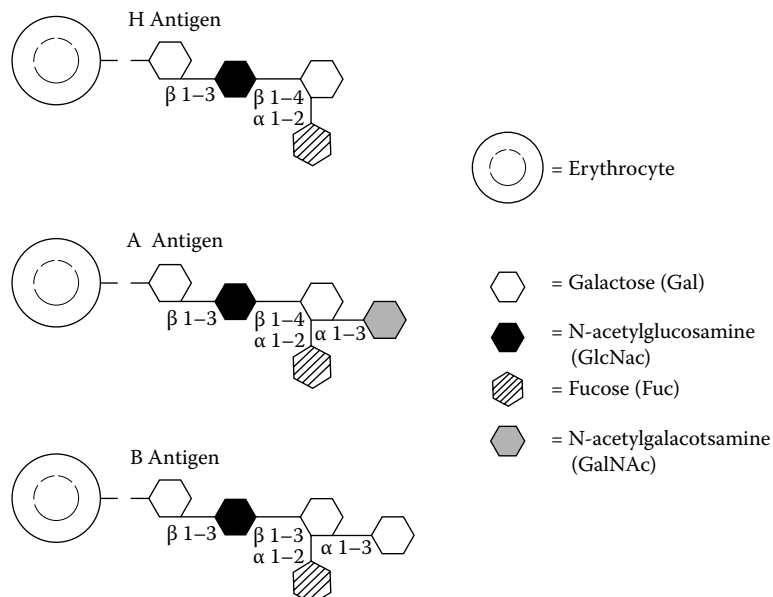 H Antigen
β 1–3
β 1–4
α 1–2
= Erythrocyte
A Antigen
β 1–3
β 1–4
α 1–2
α 1–3
= Galactose (Gal)
= N-acetylglucosamine
(GlcNac)
= Fucose (Fuc)
= N-acetylgalacotsamine
(GalNAc)
B Antigen
β 1–3
β 1–3
α 1–2
α 1–3